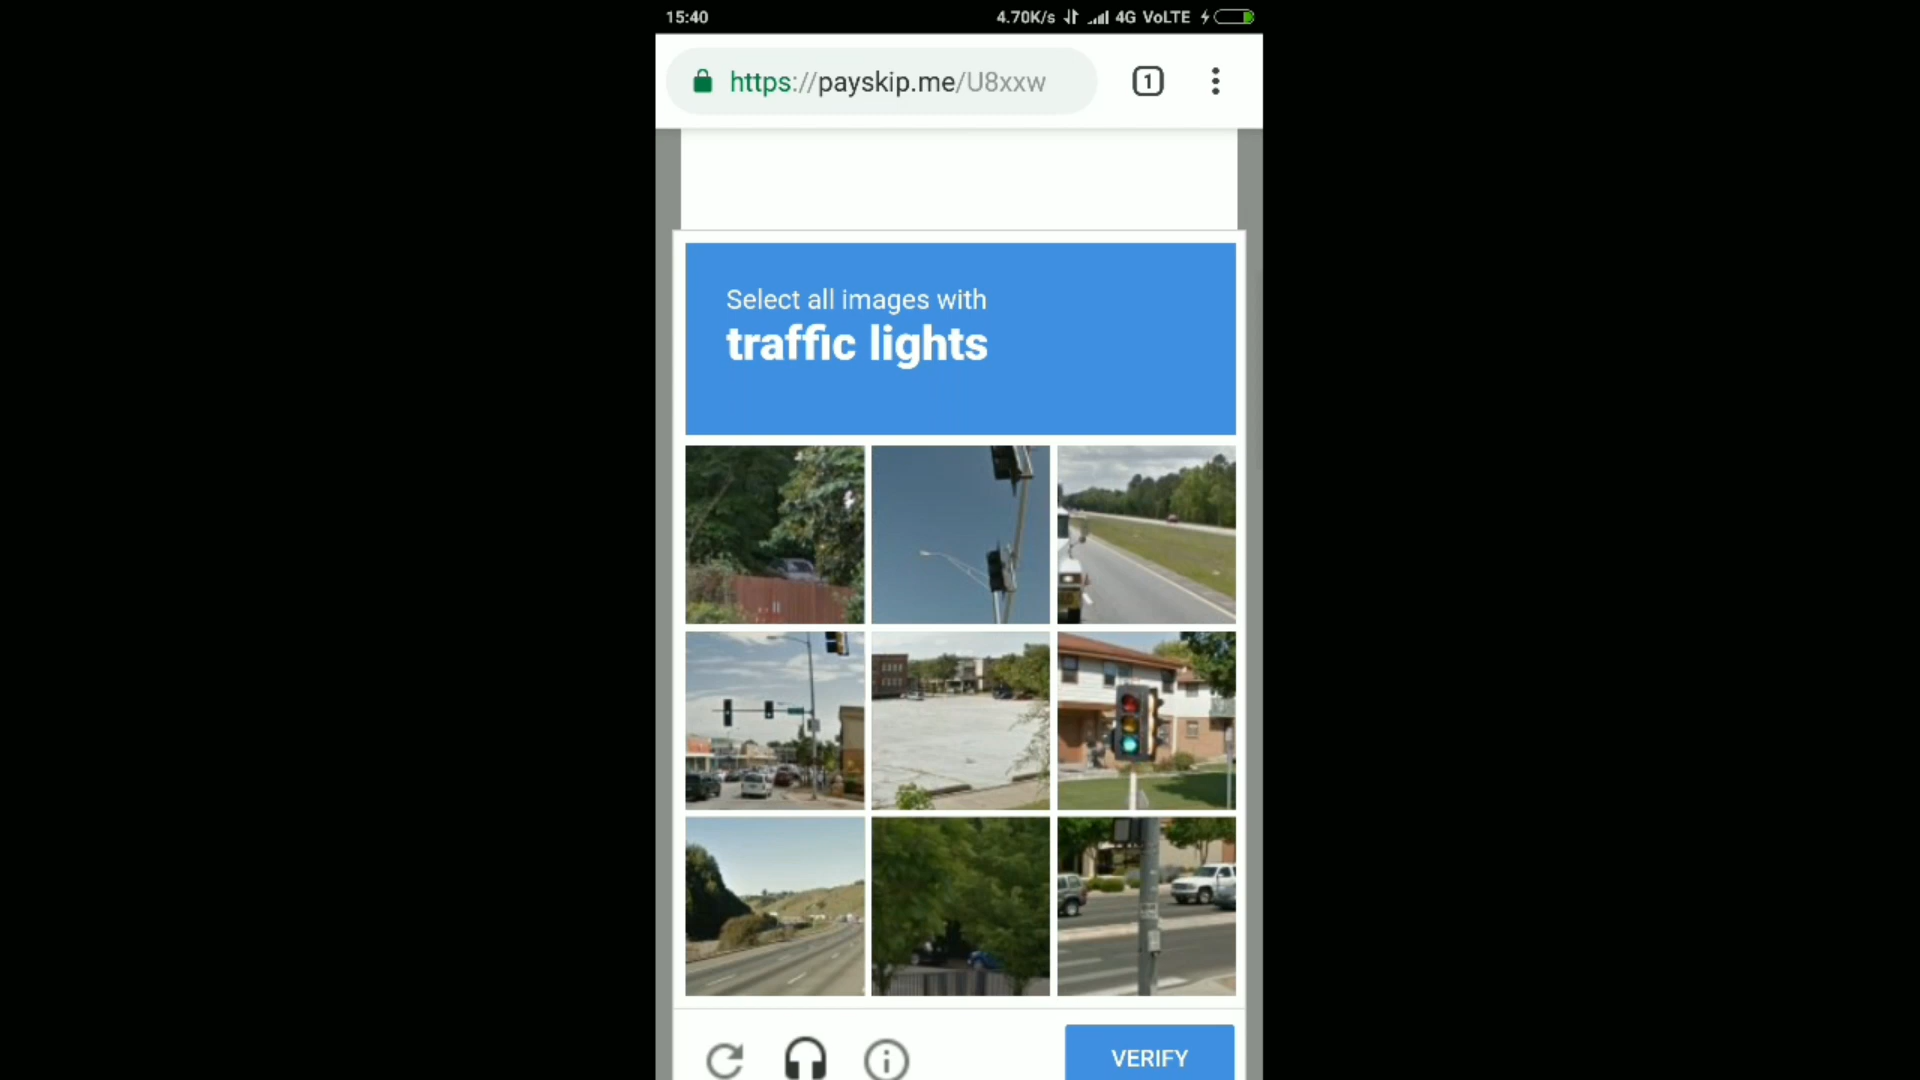 15:40 4.70K/s 4G VoLTE
https://payskip.me/U8xxw 1
Select all images with
traffic lights
VERIFY